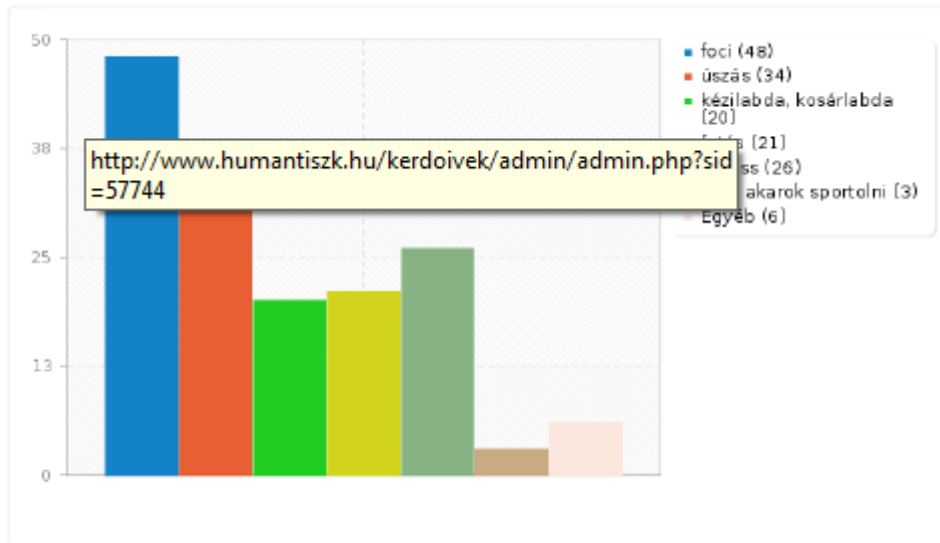 50
38
25
13
0
http://www.humantiszk.hu/kerdoivek/admin/admin.php?sid
=57744
foci (48)
úszás (34)
kézilabda, kosárlabda
(20)
(21)
(26)
akarok sportolni (3)
Egyéb (6)